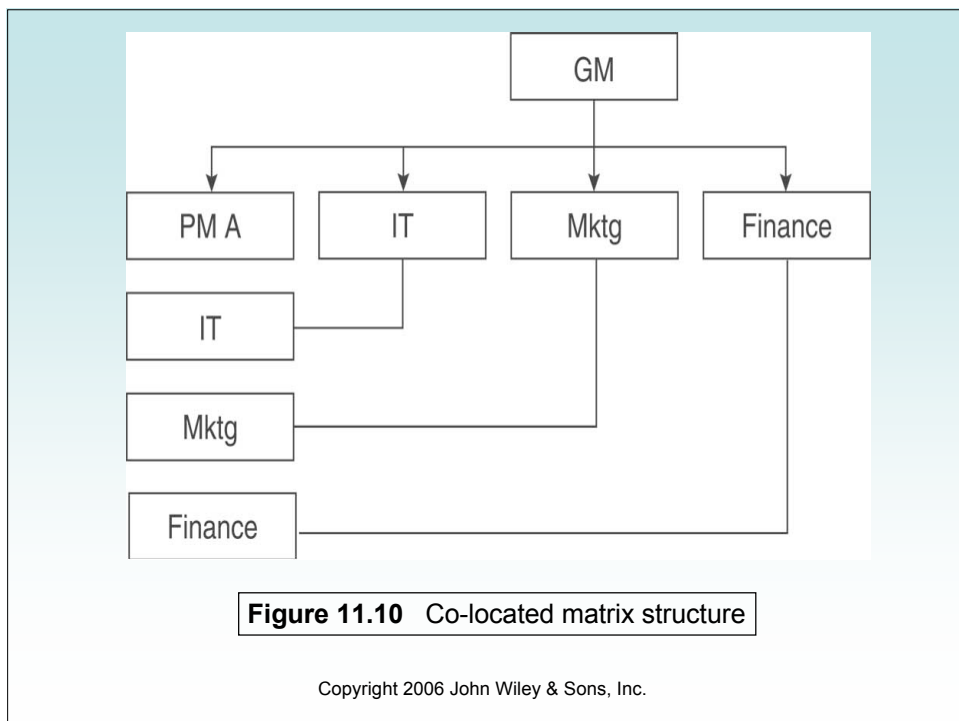 GM
PM A
IT
Mktg
Finance
IT
Mktg
Finance
Figure 11.10 Co-located matrix structure
Copyright 2006 John Wiley & Sons, Inc.